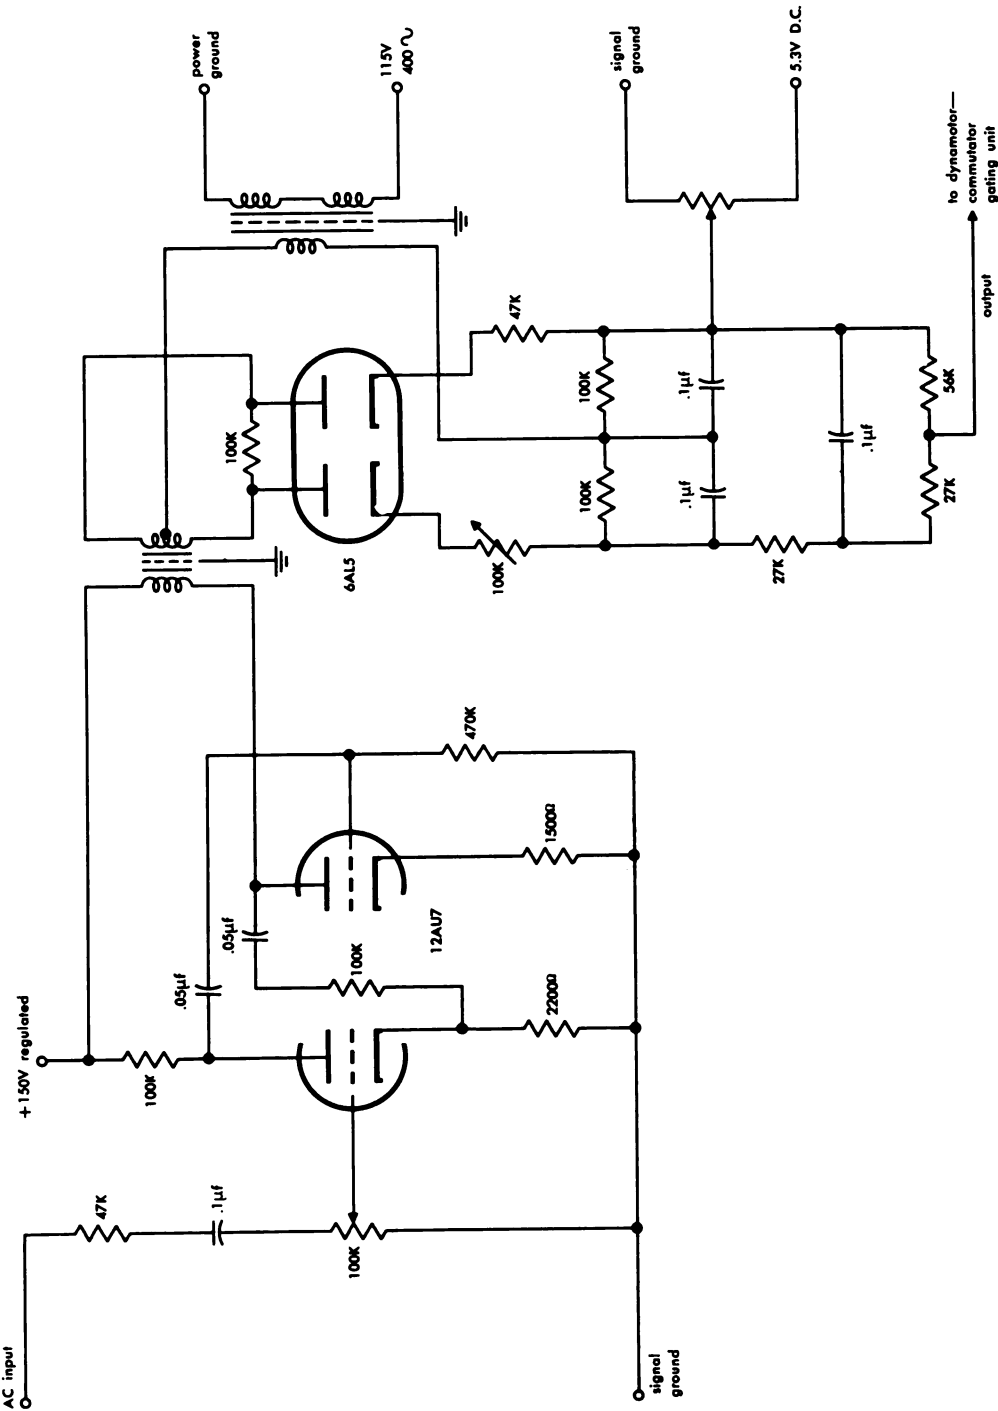 AC input
47K
.1μf
100K
signal
ground
+150V regulated
100K
.05μf
.05μf
100K
12AU7
2200Ω
1500Ω
470K
6AL5
100K
100K
27K
100K
100K
.1μf
.1μf
.1μf
47K
27K
56K
power
ground
115V
400∿
signal
ground
5.3V D.C.
output
to dynamotor—
commutator
gating unit